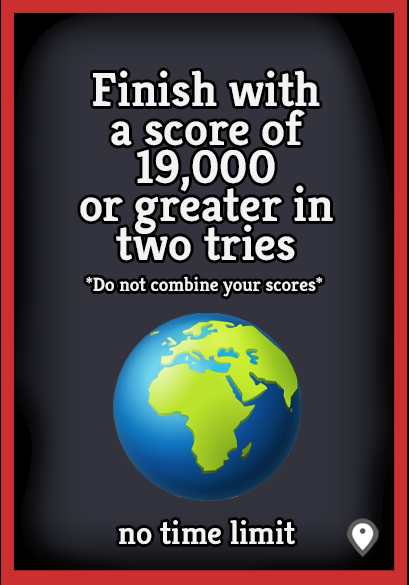 Finish with
a score of
19,000
or greater in
two tries
*Do not combine your scores*
no time limit